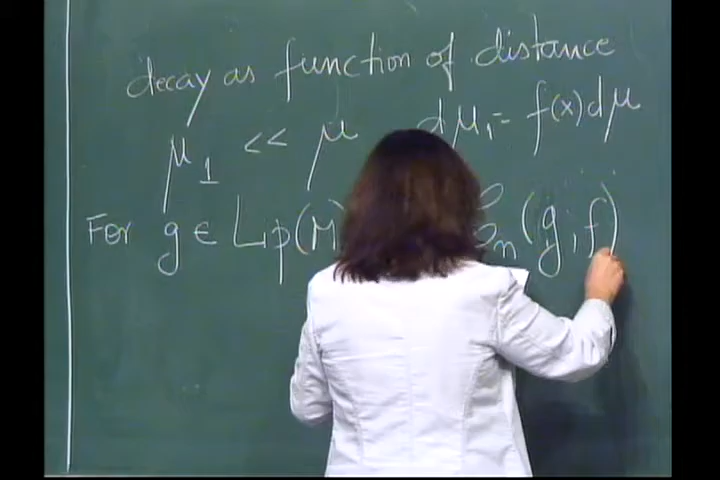 decay as function of distance
μ₁ << μ dμ₁ = f(x)dμ
For g ∈ Lip(M) n(g, f)